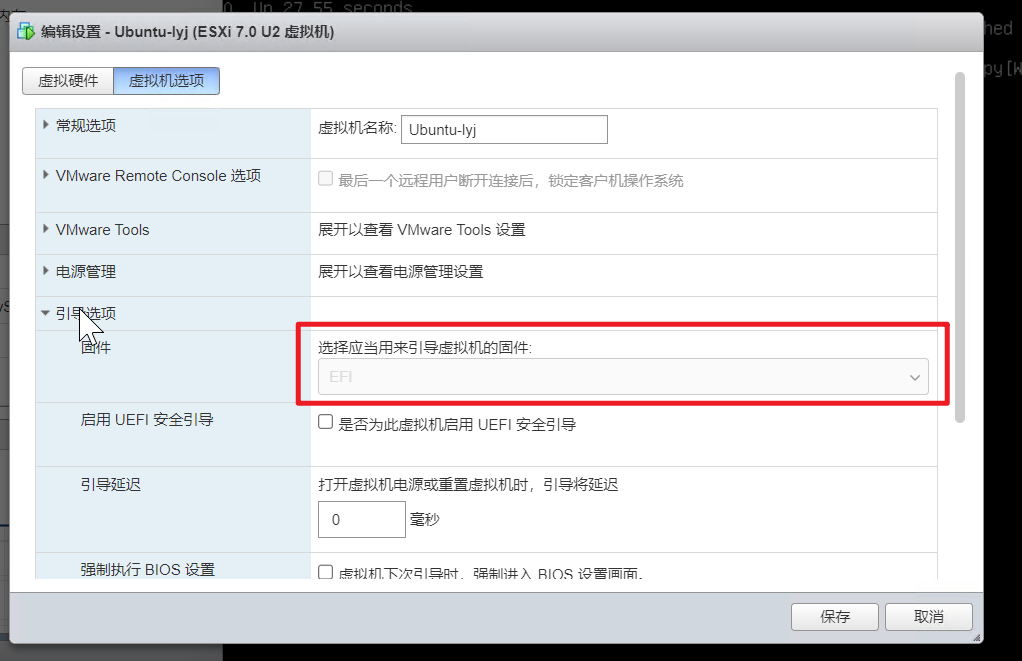 0. Up 27.55 seconds
编辑设置 - Ubuntu-lyj (ESXi 7.0 U2 虚拟机)
hed
py[W
虚拟硬件
虚拟机选项
常规选项
虚拟机名称:
Ubuntu-lyj
VMware Remote Console 选项
最后一个远程用户断开连接后，锁定客户机操作系统
VMware Tools
展开以查看 VMware Tools 设置
电源管理
展开以查看电源管理设置
引导选项
固件
选择应当用来引导虚拟机的固件:
EFI
启用 UEFI 安全引导
是否为此虚拟机启用 UEFI 安全引导
引导延迟
打开虚拟机电源或重置虚拟机时，引导将延迟
0
毫秒
强制执行 BIOS 设置
虚拟机下次引导时，强制进入 BIOS 设置画面。
保存
取消